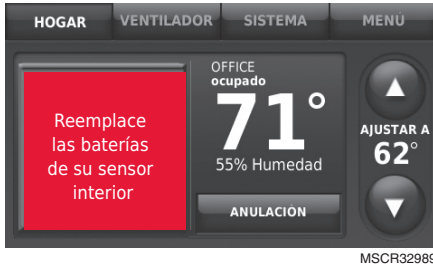 HOGAR VENTILADOR SISTEMA MENÚ
Reemplace
las baterías
de su sensor
interior
OFFICE
ocupado
71°
55% Humedad
ANULACIÓN
AJUSTAR A
62°
MSCR32989